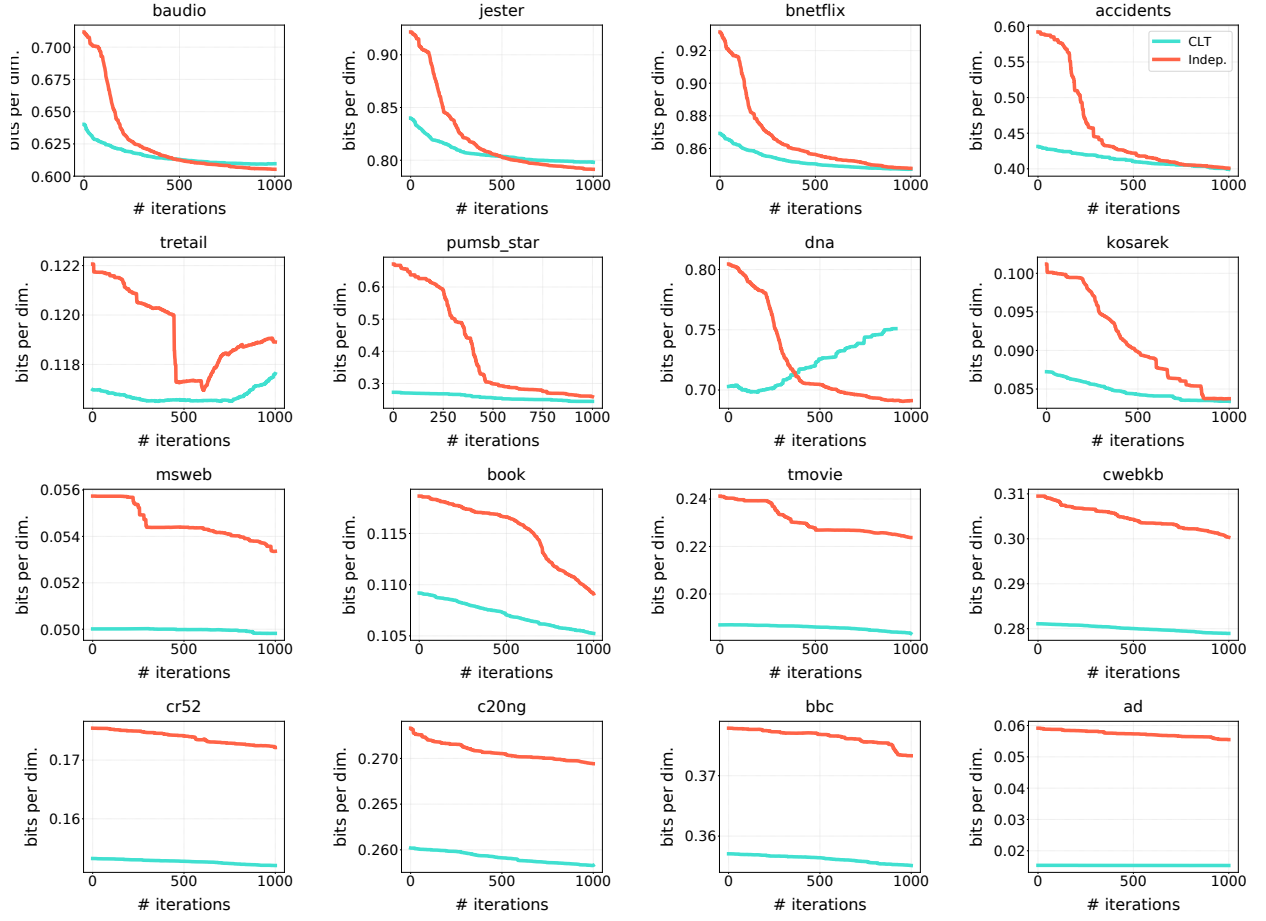 baudio
jester
bnetflix
accidents
bits per dim.
0.700
0.675
0.650
0.625
0.600
0
500
1000
# iterations
bits per dim.
0.90
0.85
0.80
0
500
1000
# iterations
bits per dim.
0.92
0.90
0.88
0.86
0
500
1000
# iterations
bits per dim.
0.60
0.55
0.50
0.45
0.40
CLT
Indep.
0
500
1000
# iterations
tretail
pumsb_star
dna
kosarek
bits per dim.
0.122
0.120
0.118
0
500
1000
# iterations
bits per dim.
0.6
0.5
0.4
0.3
0
250
500
750
1000
# iterations
bits per dim.
0.80
0.75
0.70
0
500
1000
# iterations
bits per dim.
0.100
0.095
0.090
0.085
0
500
1000
# iterations
msweb
book
tmovie
cwebkb
bits per dim.
0.056
0.054
0.052
0.050
0
500
1000
# iterations
bits per dim.
0.115
0.110
0.105
0
500
1000
# iterations
bits per dim.
0.24
0.22
0.20
0
500
1000
# iterations
bits per dim.
0.31
0.30
0.29
0.28
0
500
1000
# iterations
cr52
c20ng
bbc
ad
bits per dim.
0.17
0.16
0
500
1000
# iterations
bits per dim.
0.270
0.265
0.260
0
500
1000
# iterations
bits per dim.
0.37
0.36
0
500
1000
# iterations
bits per dim.
0.06
0.05
0.04
0.03
0.02
0
500
1000
# iterations